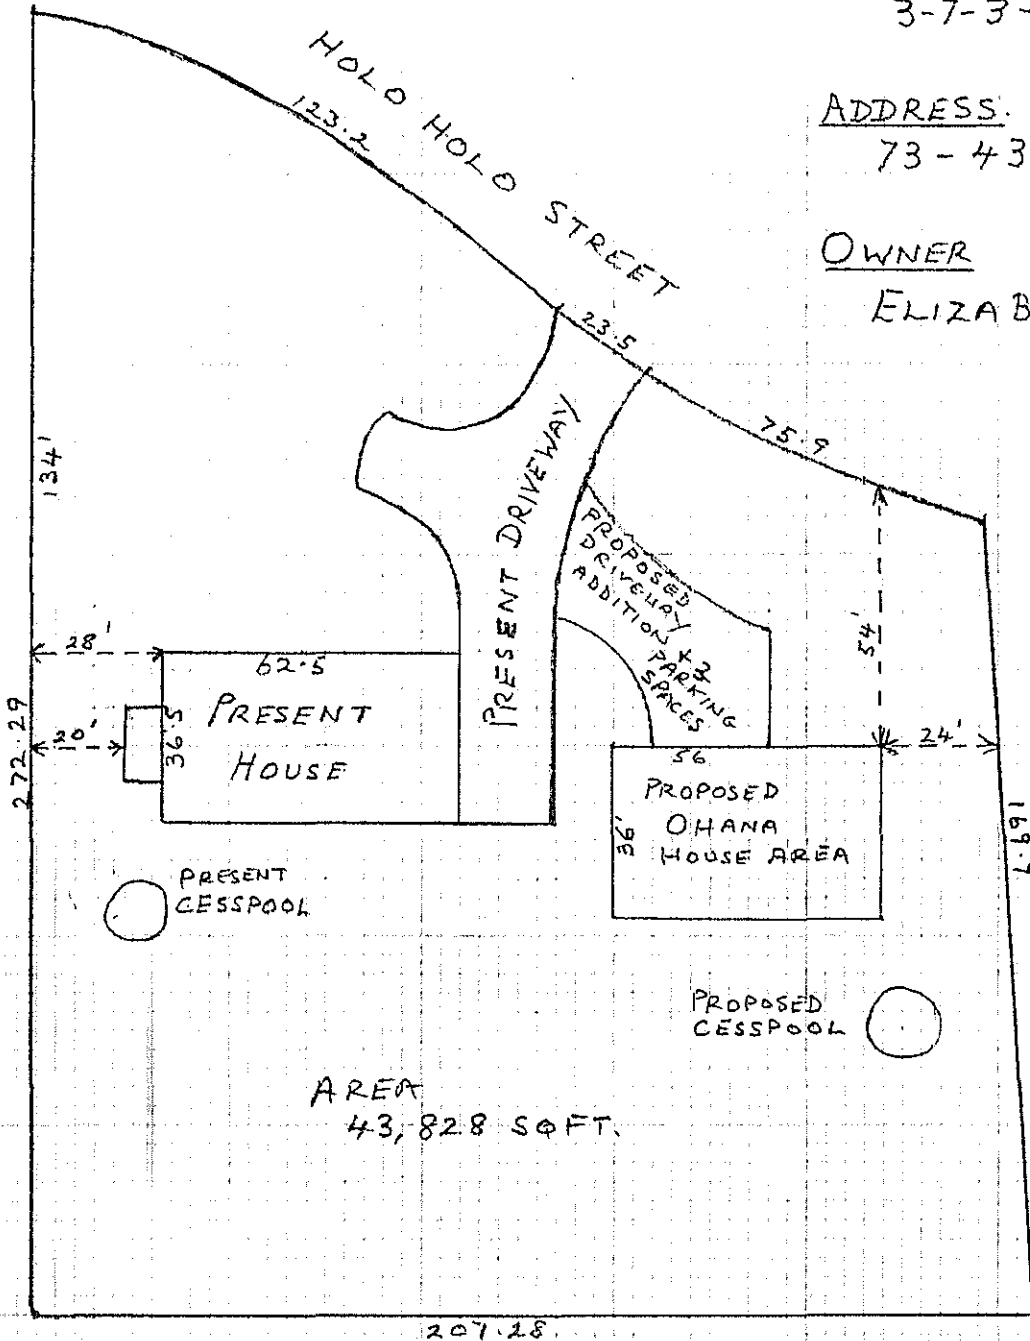 3-7-3-
ADDRESS.
73-43
OWNER
ELIZAB
HOLO HOLO STREET
123.2
23.5
75.9
134'
272.29
PRESENT DRIVEWAY
PROPOSED
DRIVEWAY
ADDITION +
PARKING
SPACES
54'
28'
62.5
20'
36'5
PRESENT
HOUSE
24'
56
36'
PROPOSED
OHANA
HOUSE AREA
169.7
PRESENT
CESSPOOL
PROPOSED
CESSPOOL
AREA
43,828 SQFT.
207.28